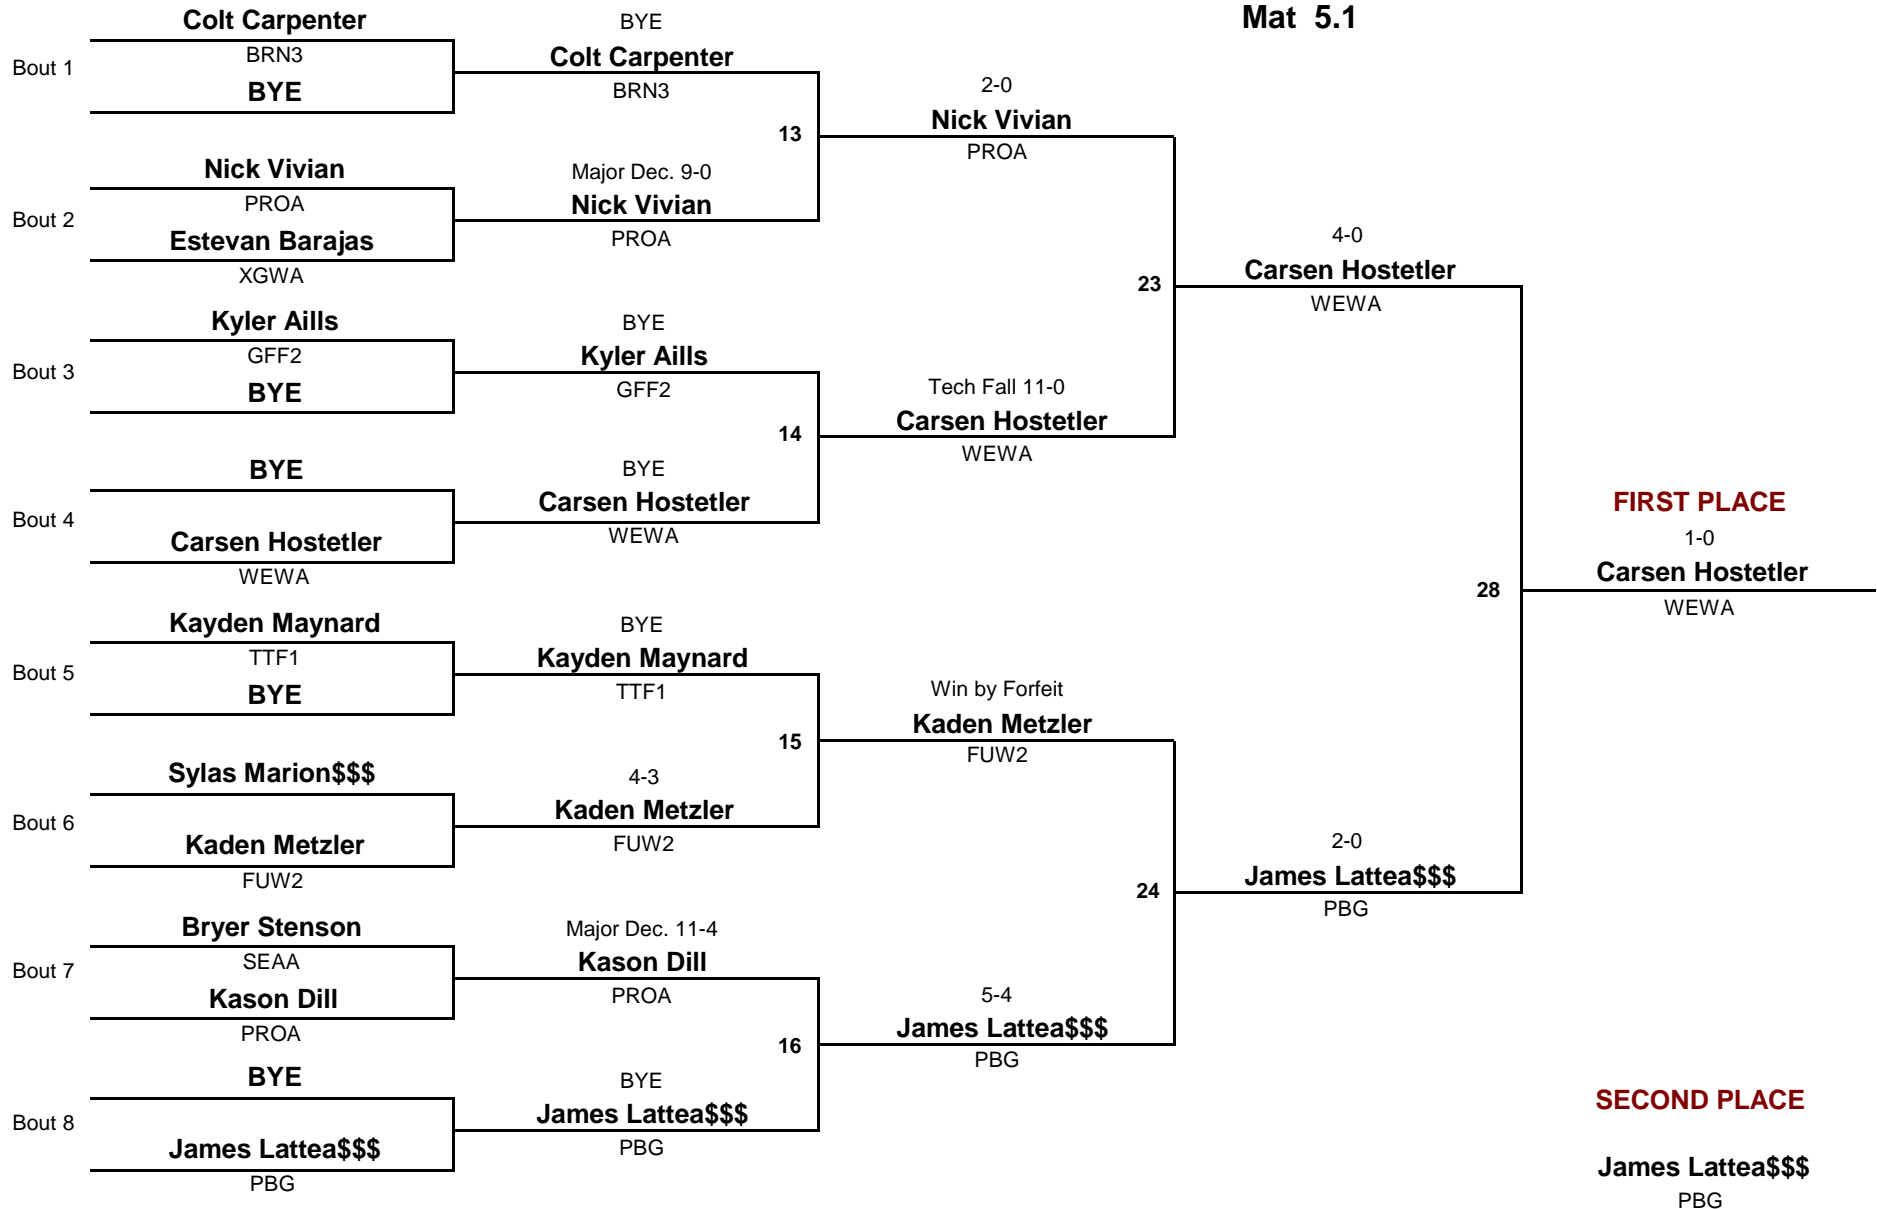 Mat 5.1
Bout 1
Colt Carpenter
BRN3
BYE
Bout 2
Nick Vivian
PROA
Estevan Barajas
XGWA
Bout 3
Kyler Aills
GFF2
BYE
Bout 4
BYE
Carsen Hostetler
WEWA
Bout 5
Kayden Maynard
TTF1
BYE
Bout 6
Sylas Marion$$$
Kaden Metzler
FUW2
Bout 7
Bryer Stenson
SEAA
Kason Dill
PROA
Bout 8
BYE
James Lattea$$$
PBG
BYE
Colt Carpenter
BRN3
13
Major Dec. 9-0
Nick Vivian
PROA
BYE
Kyler Aills
GFF2
14
BYE
Carsen Hostetler
WEWA
BYE
Kayden Maynard
TTF1
15
4-3
Kaden Metzler
FUW2
Major Dec. 11-4
Kason Dill
PROA
16
BYE
James Lattea$$$
PBG
2-0
Nick Vivian
PROA
23
Tech Fall 11-0
Carsen Hostetler
WEWA
Win by Forfeit
Kaden Metzler
FUW2
24
5-4
James Lattea$$$
PBG
4-0
Carsen Hostetler
WEWA
28
2-0
James Lattea$$$
PBG
FIRST PLACE
1-0
Carsen Hostetler
WEWA
SECOND PLACE
James Lattea$$$
PBG